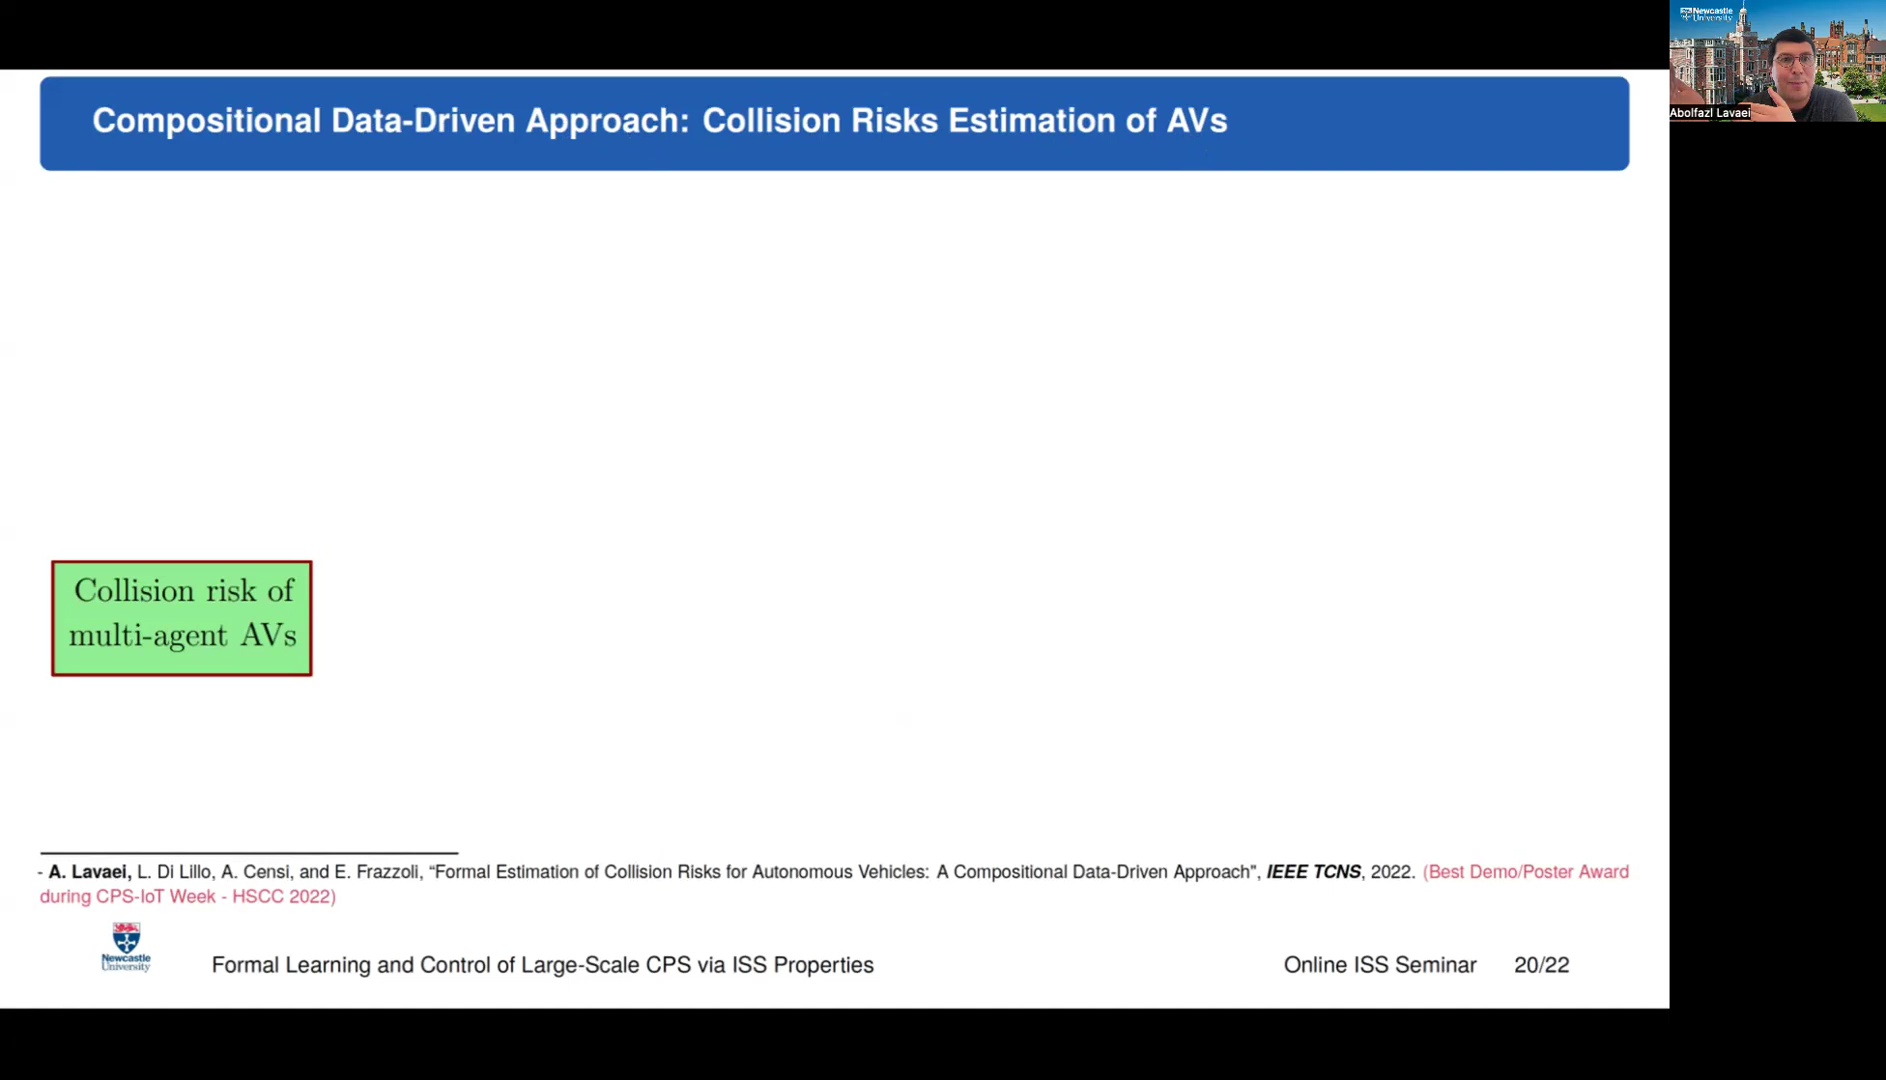 Newcastle
University
Abolfazl Lavaei
Compositional Data-Driven Approach: Collision Risks Estimation of AVs
Collision risk of
multi-agent AVs
- A. Lavaei, L. Di Lillo, A. Censi, and E. Frazzoli, “Formal Estimation of Collision Risks for Autonomous Vehicles: A Compositional Data-Driven Approach", IEEE TCNS, 2022. (Best Demo/Poster Award
during CPS-IoT Week - HSCC 2022)
Newcastle
University
Formal Learning and Control of Large-Scale CPS via ISS Properties
Online ISS Seminar 20/22